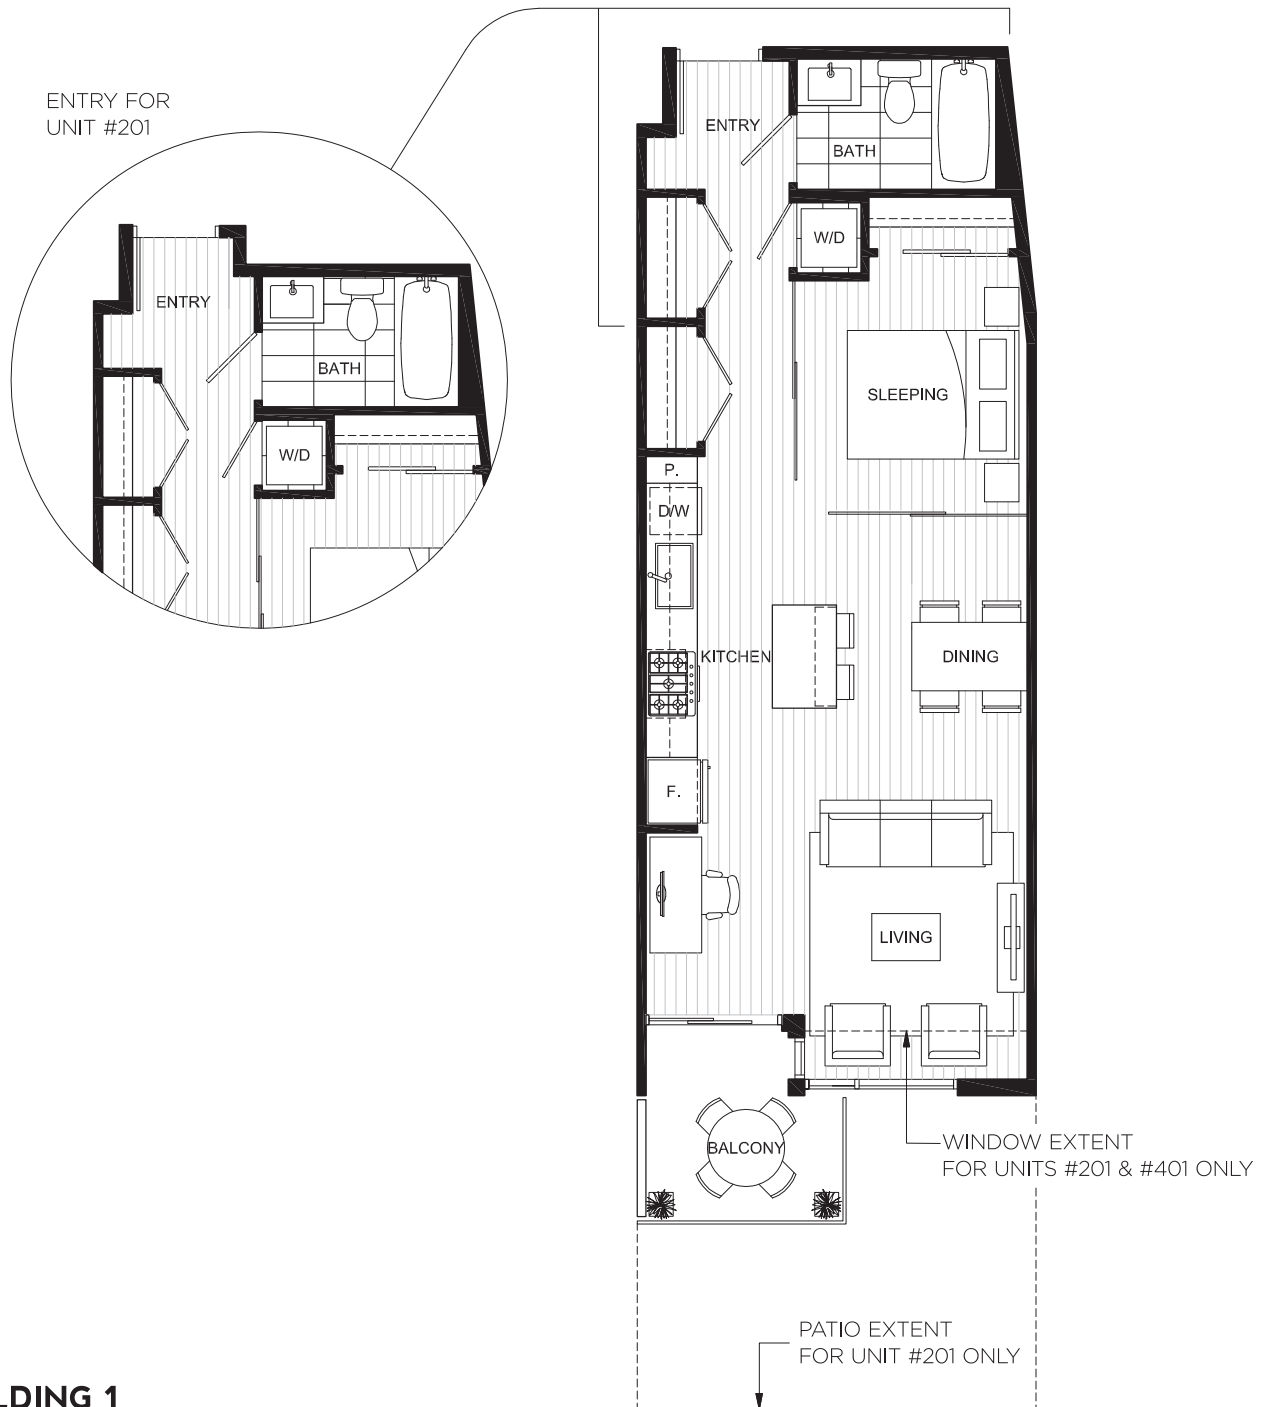 ENTRY FOR
UNIT #201
ENTRY
BATH
W/D
ENTRY
BATH
W/D
SLEEPING
P.
D/W
KITCHEN
DINING
F.
LIVING
BALCONY
WINDOW EXTENT
FOR UNITS #201 & #401 ONLY
PATIO EXTENT
FOR UNIT #201 ONLY
LDING 1